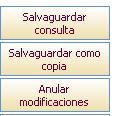 Salvaguardar
consulta
Salvaguardar como
copia
Anular
modificaciones